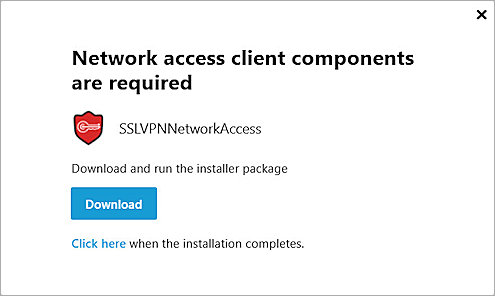 Network access client components
are required
SSLVPNNetworkAccess
Download and run the installer package
Download
Click here when the installation completes.